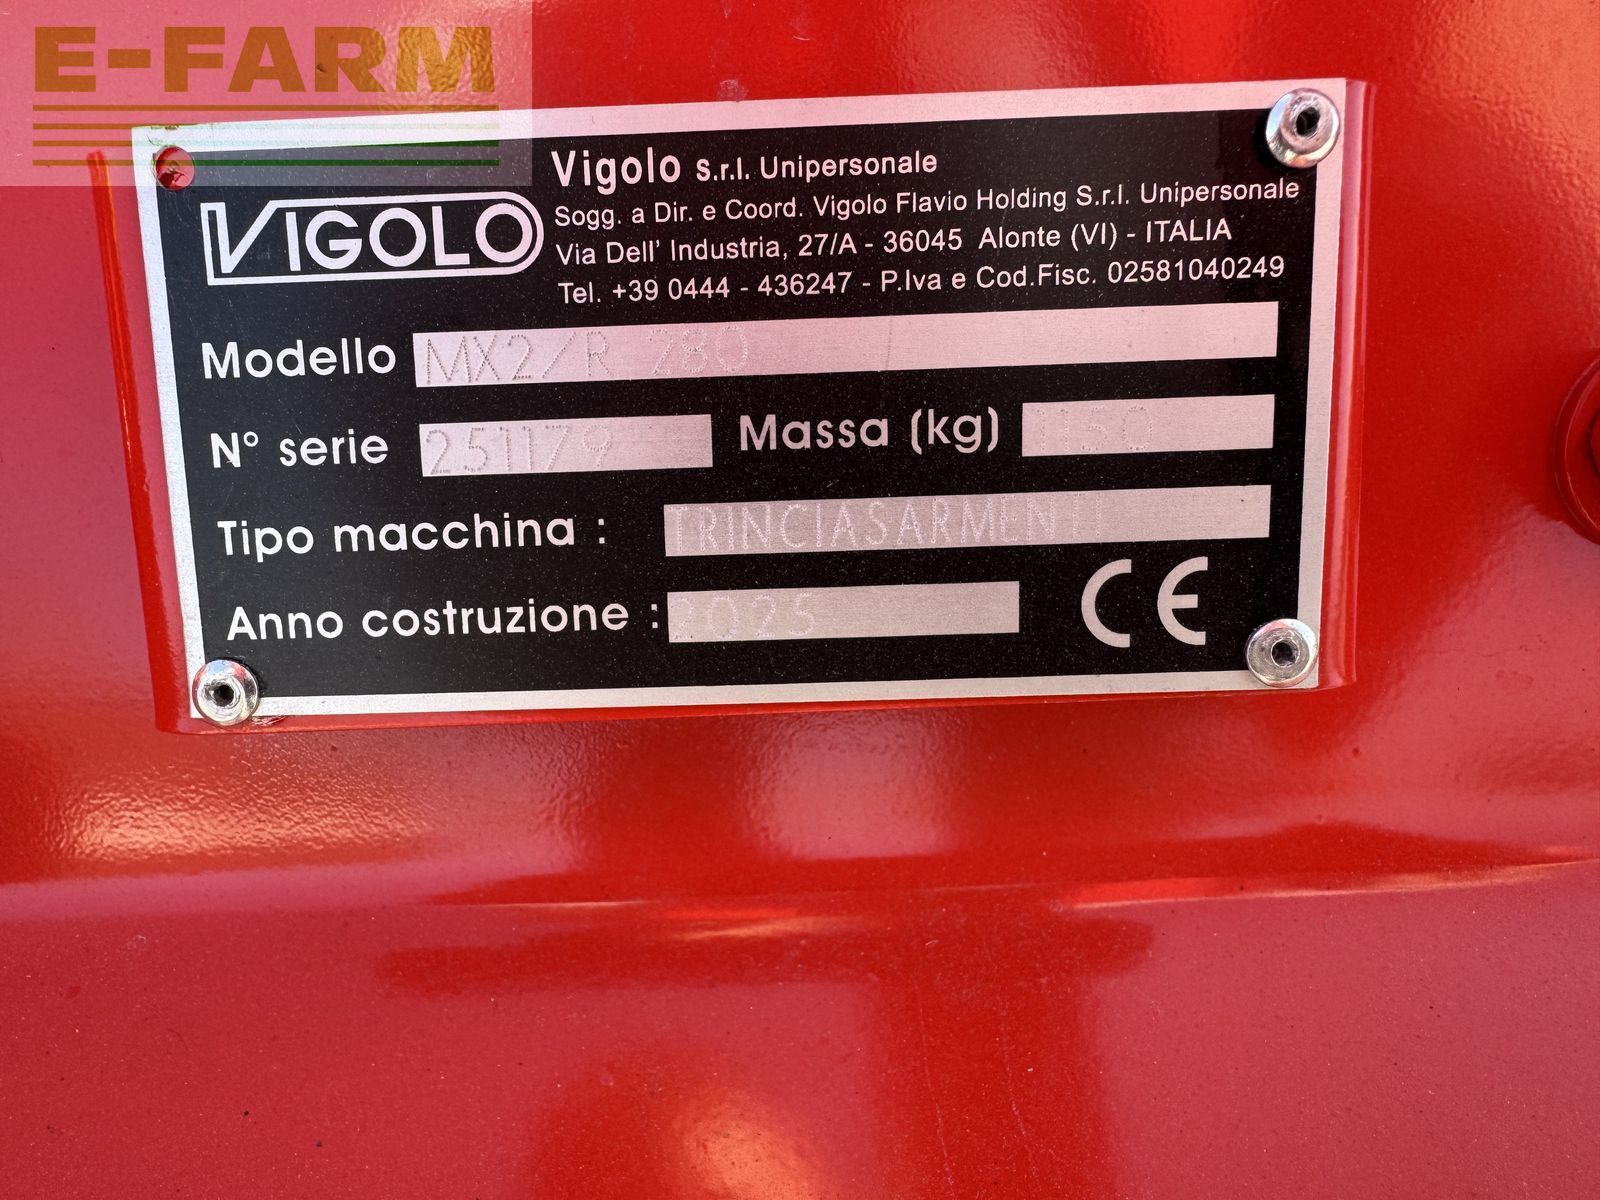 E-FARM
VIGOLO
Vigolo s.r.l. Unipersonale
Sogg. a Dir. e Coord. Vigolo Flavio Holding S.r.l. Unipersonale
Via Dell' Industria, 27/A - 36045 Alonte (VI) - ITALIA
Tel. +39 0444 - 436247 - P.Iva e Cod.Fisc. 02581040249
Modello MX2/R 280
N° serie 251179 Massa (kg) 1150
Tipo macchina : TRINCIASARMENTI
Anno costruzione : 2025 CE